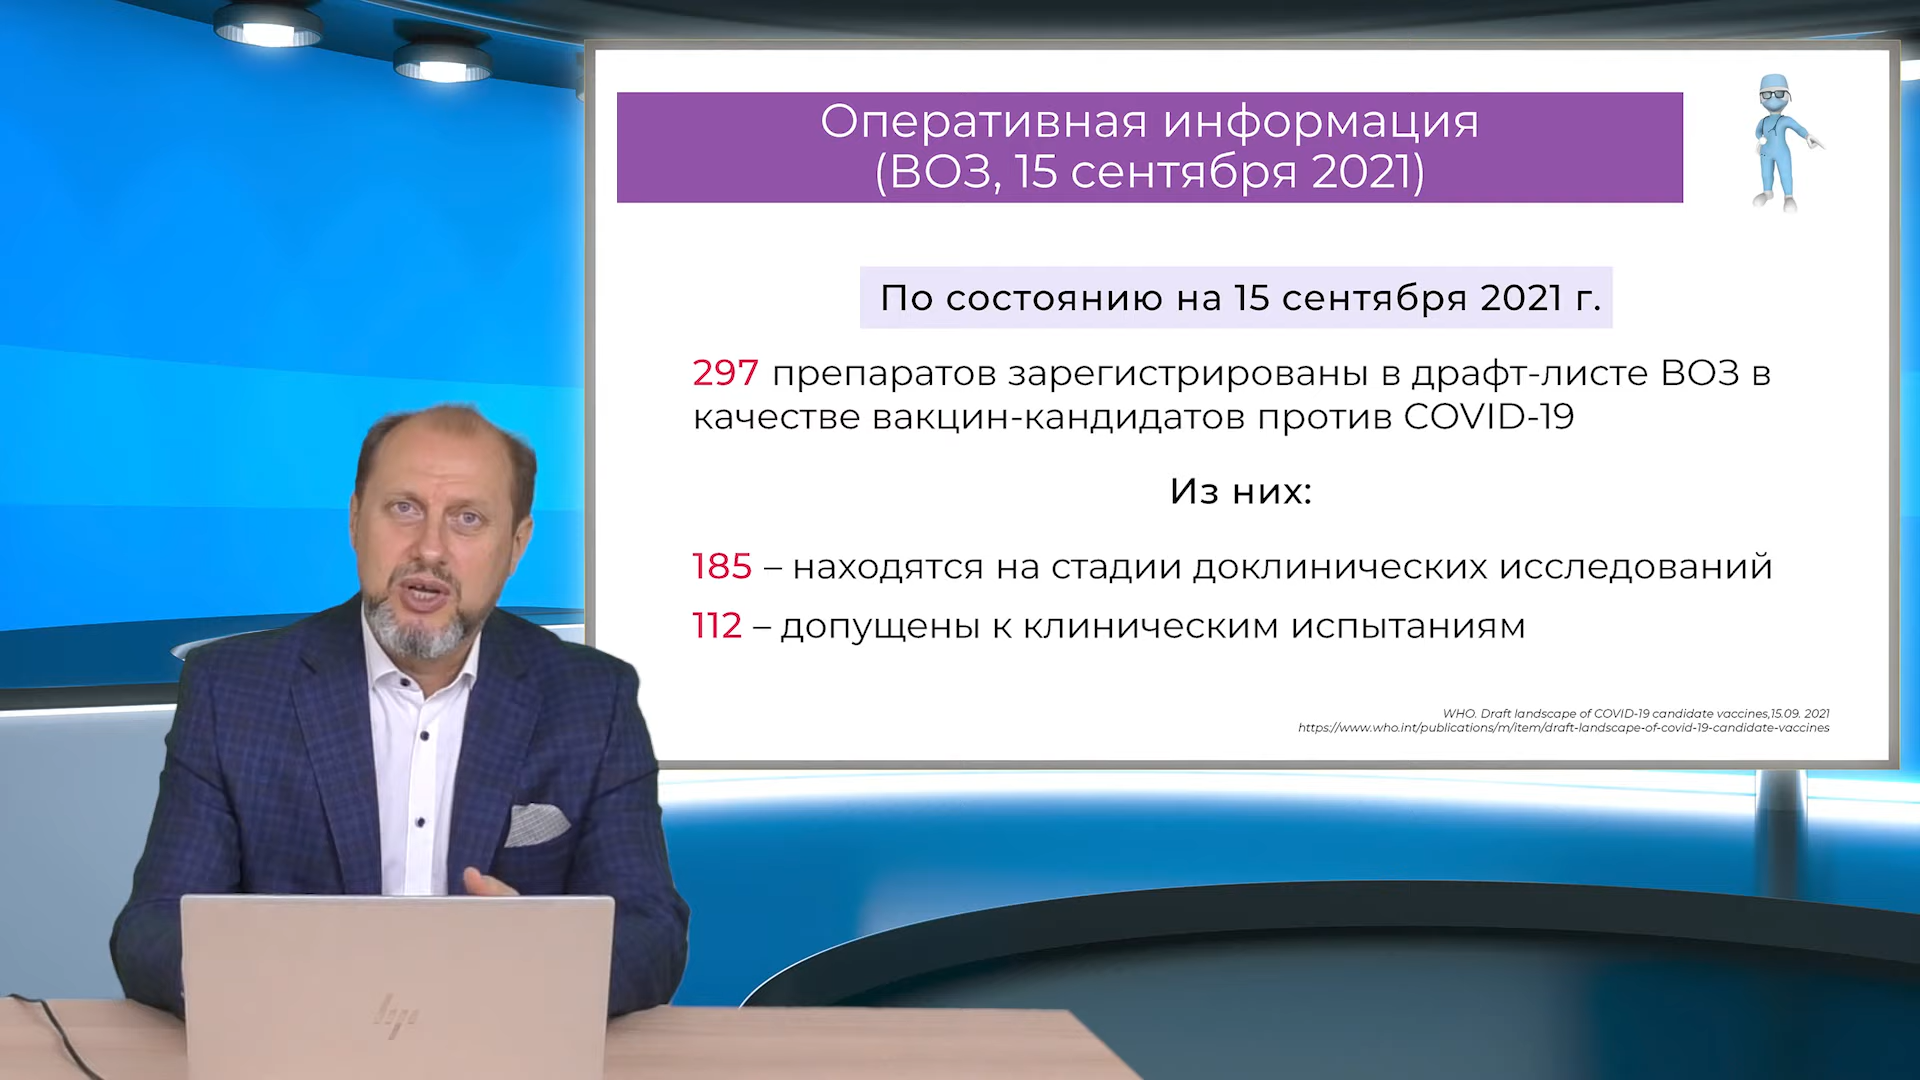 Оперативная информация
(ВОЗ, 15 сентября 2021)
По состоянию на 15 сентября 2021 г.
297 препаратов зарегистрированы в драфт-листе ВОЗ в
качестве вакцин-кандидатов против COVID-19
Из них:
185 – находятся на стадии доклинических исследований
112 – допущены к клиническим испытаниям
WHO. Draft landscape of COVID-19 candidate vaccines,15.09. 2021
https://www.who.int/publications/m/item/draft-landscape-of-covid-19-candidate-vaccines
hp